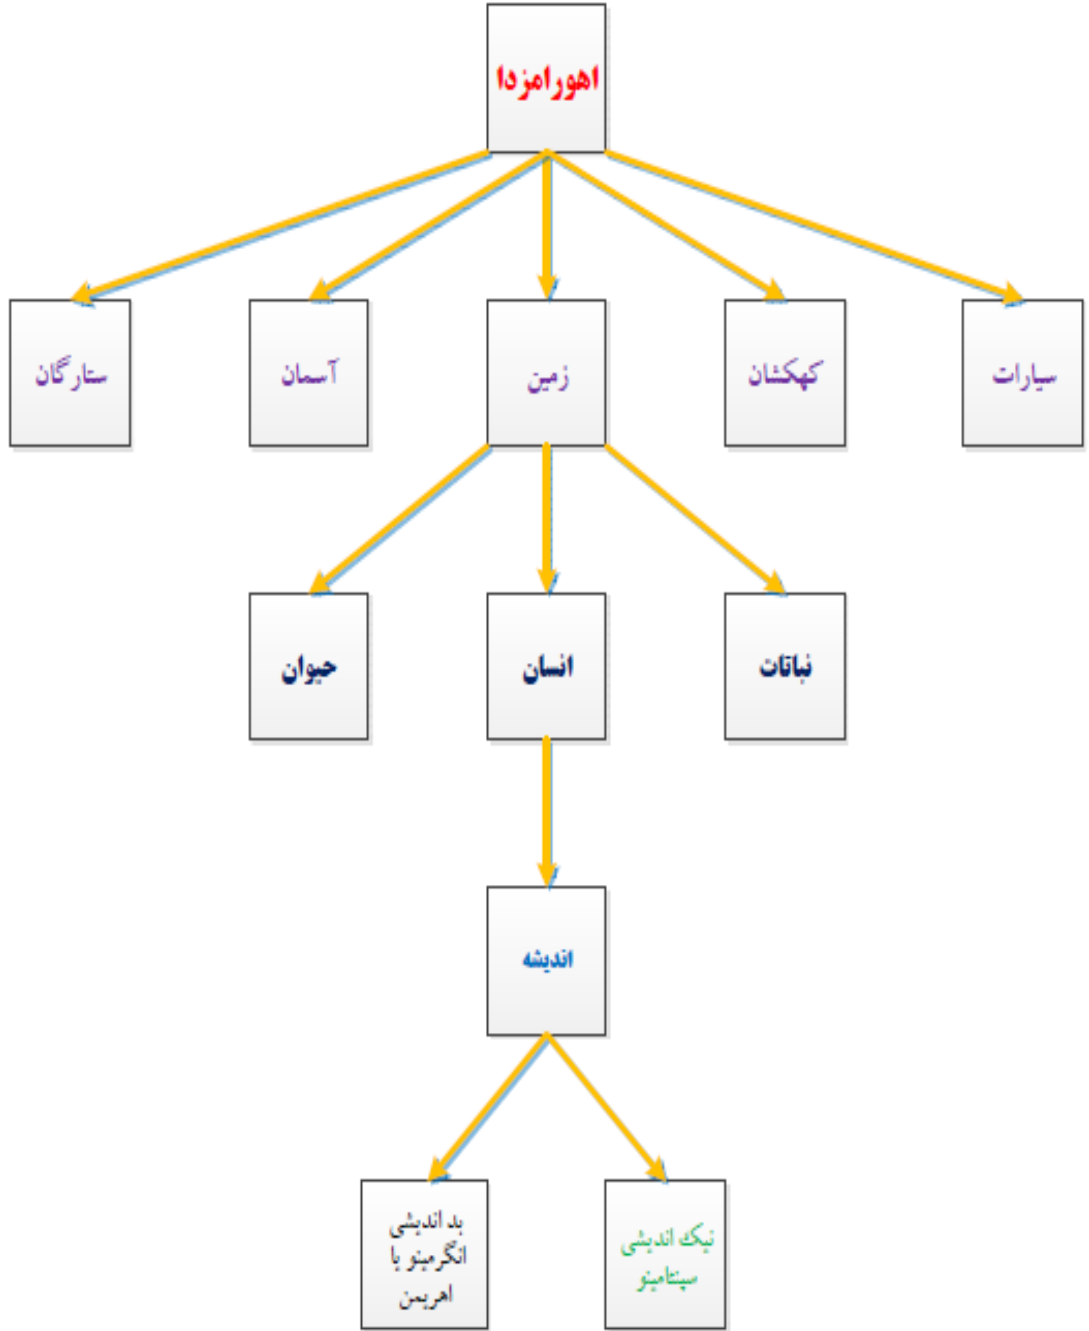 اهورامزدا
سیارات
کهکشان
زمین
آسمان
ستارگان
نباتات
انسان
حیوان
اندیشه
نیک اندیشی
سپنتامینو
بد اندیشی
انگرمینو یا
اهریمن